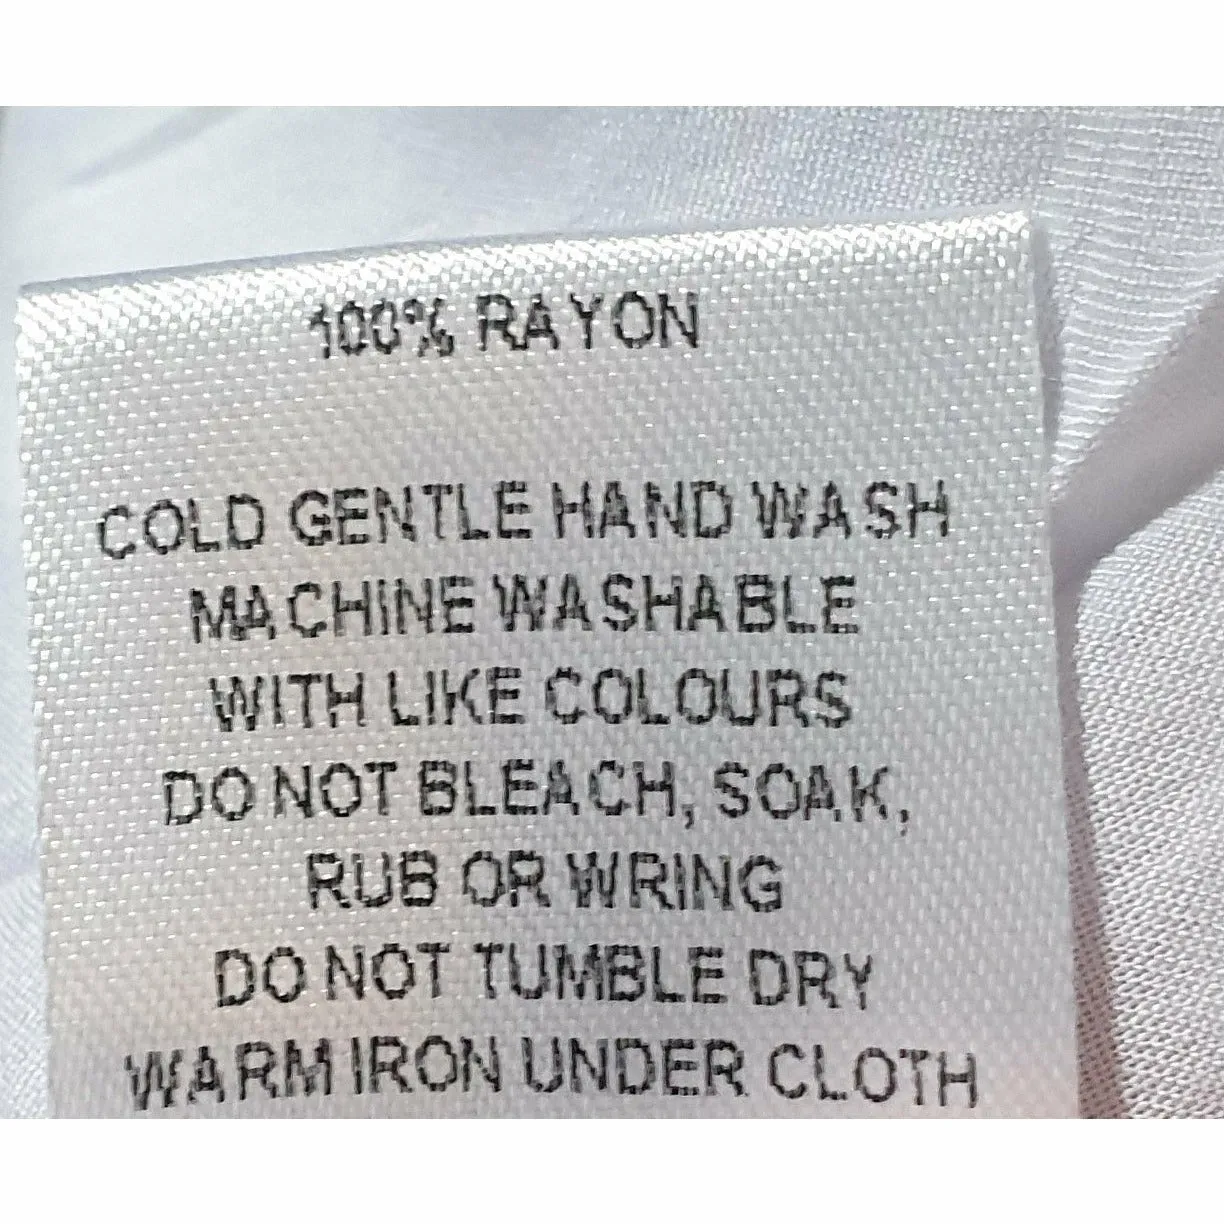 100% RAYON
COLD GENTLE HAND WASH
MACHINE WASHABLE
WITH LIKE COLOURS
DO NOT BLEACH, SOAK,
RUB OR WRING
DO NOT TUMBLE DRY
WARM IRON UNDER CLOTH